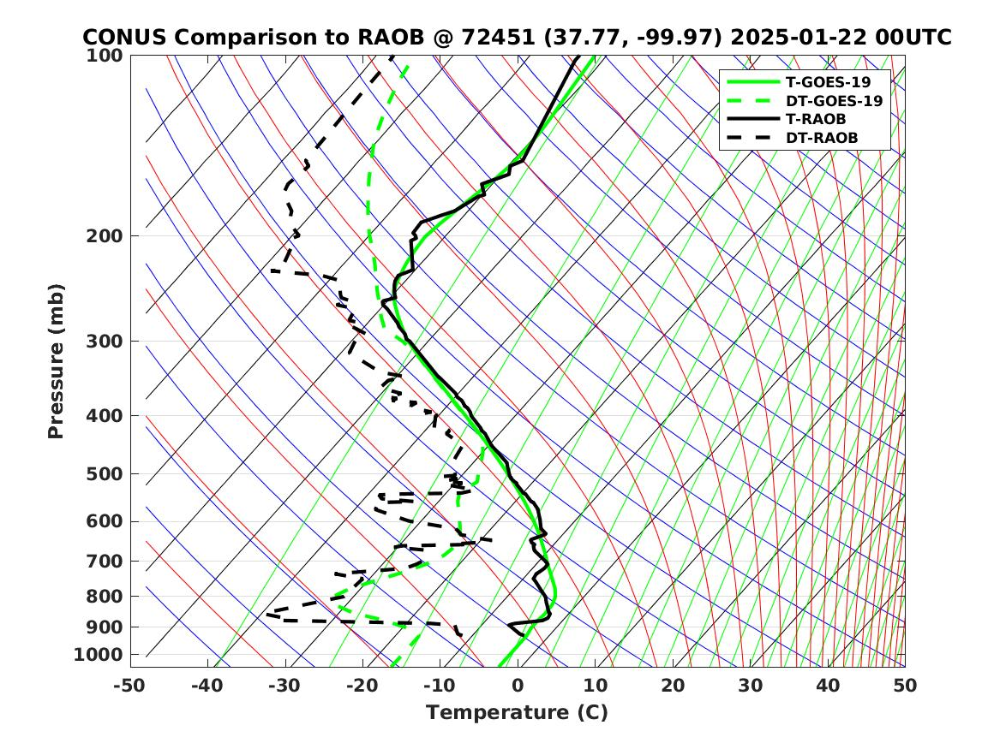 CONUS Comparison to RAOB @ 72451 (37.77, -99.97) 2025-01-22 00UTC
100
T-GOES-19
DT-GOES-19
T-RAOB
DT-RAOB
200
300
400
500
600
700
800
900
1000
Pressure (mb)
-50 -40 -30 -20 -10 0 10 20 30 40 50
Temperature (C)